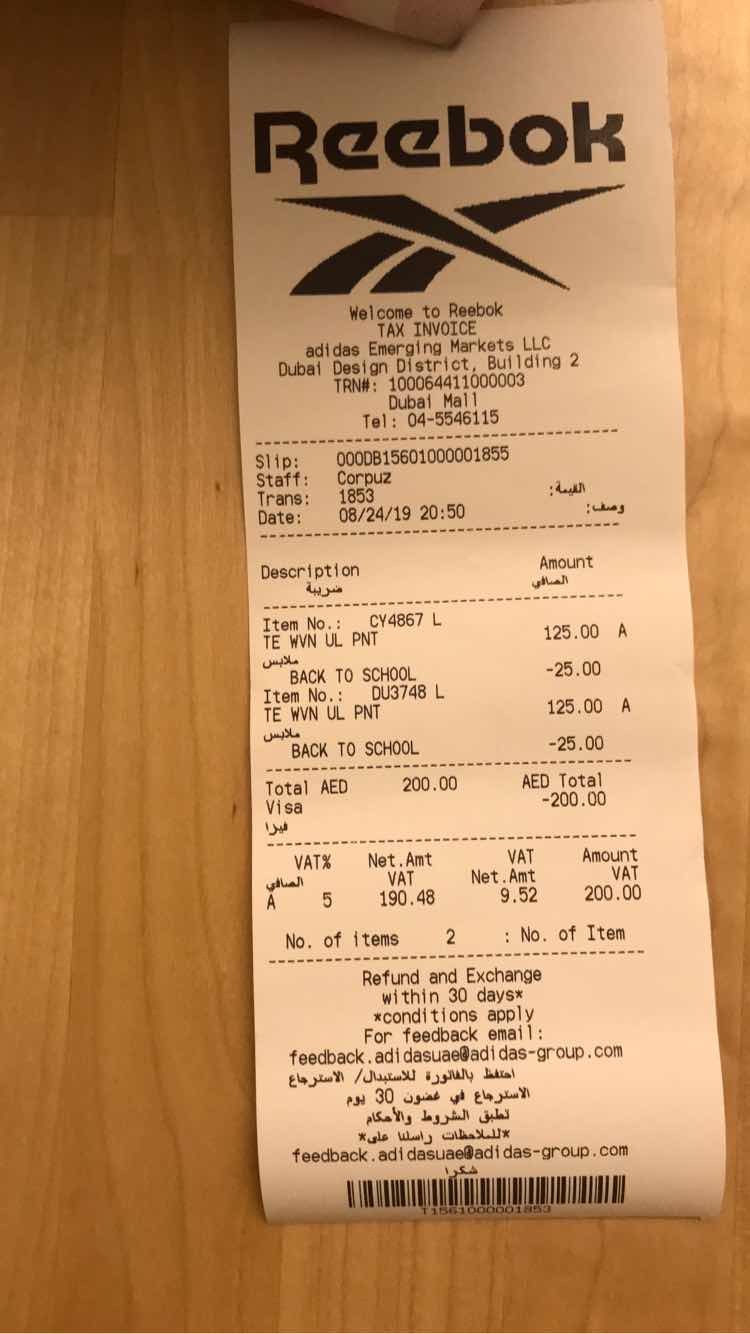 Reebok
Welcome to Reebok
TAX INVOICE
adidas Emerging Markets LLC
Dubai Design District, Building 2
TRN#: 100064411000003
Dubai Mall
Tel: 04-5546115
Slip: 000DB15601000001855
Staff: Corpuz
Trans: 1853 القيمة:
Date: 08/24/19 20:50 وصف:
Description Amount
ضريبة الصافي
Item No.: CY4867 L
TE WVN UL PNT 125.00 A
ملابس
BACK TO SCHOOL -25.00
Item No.: DU3748 L
TE WVN UL PNT 125.00 A
ملابس
BACK TO SCHOOL -25.00
Total AED 200.00 AED Total
Visa -200.00
فيزا
VAT% Net.Amt VAT Amount
الصافي VAT Net.Amt VAT
A 5 190.48 9.52 200.00
No. of items 2 : No. of Item
Refund and Exchange
within 30 days*
*conditions apply
For feedback email:
feedback.adidasuae@adidas-group.com
احتفظ بالفاتورة للاستبدال/ الاسترجاع
الاسترجاع في غضون 30 يوم
تطبق الشروط والأحكام
*للملاحظات راسلنا على*
feedback.adidasuae@adidas-group.com
شكرا
T1561000001853